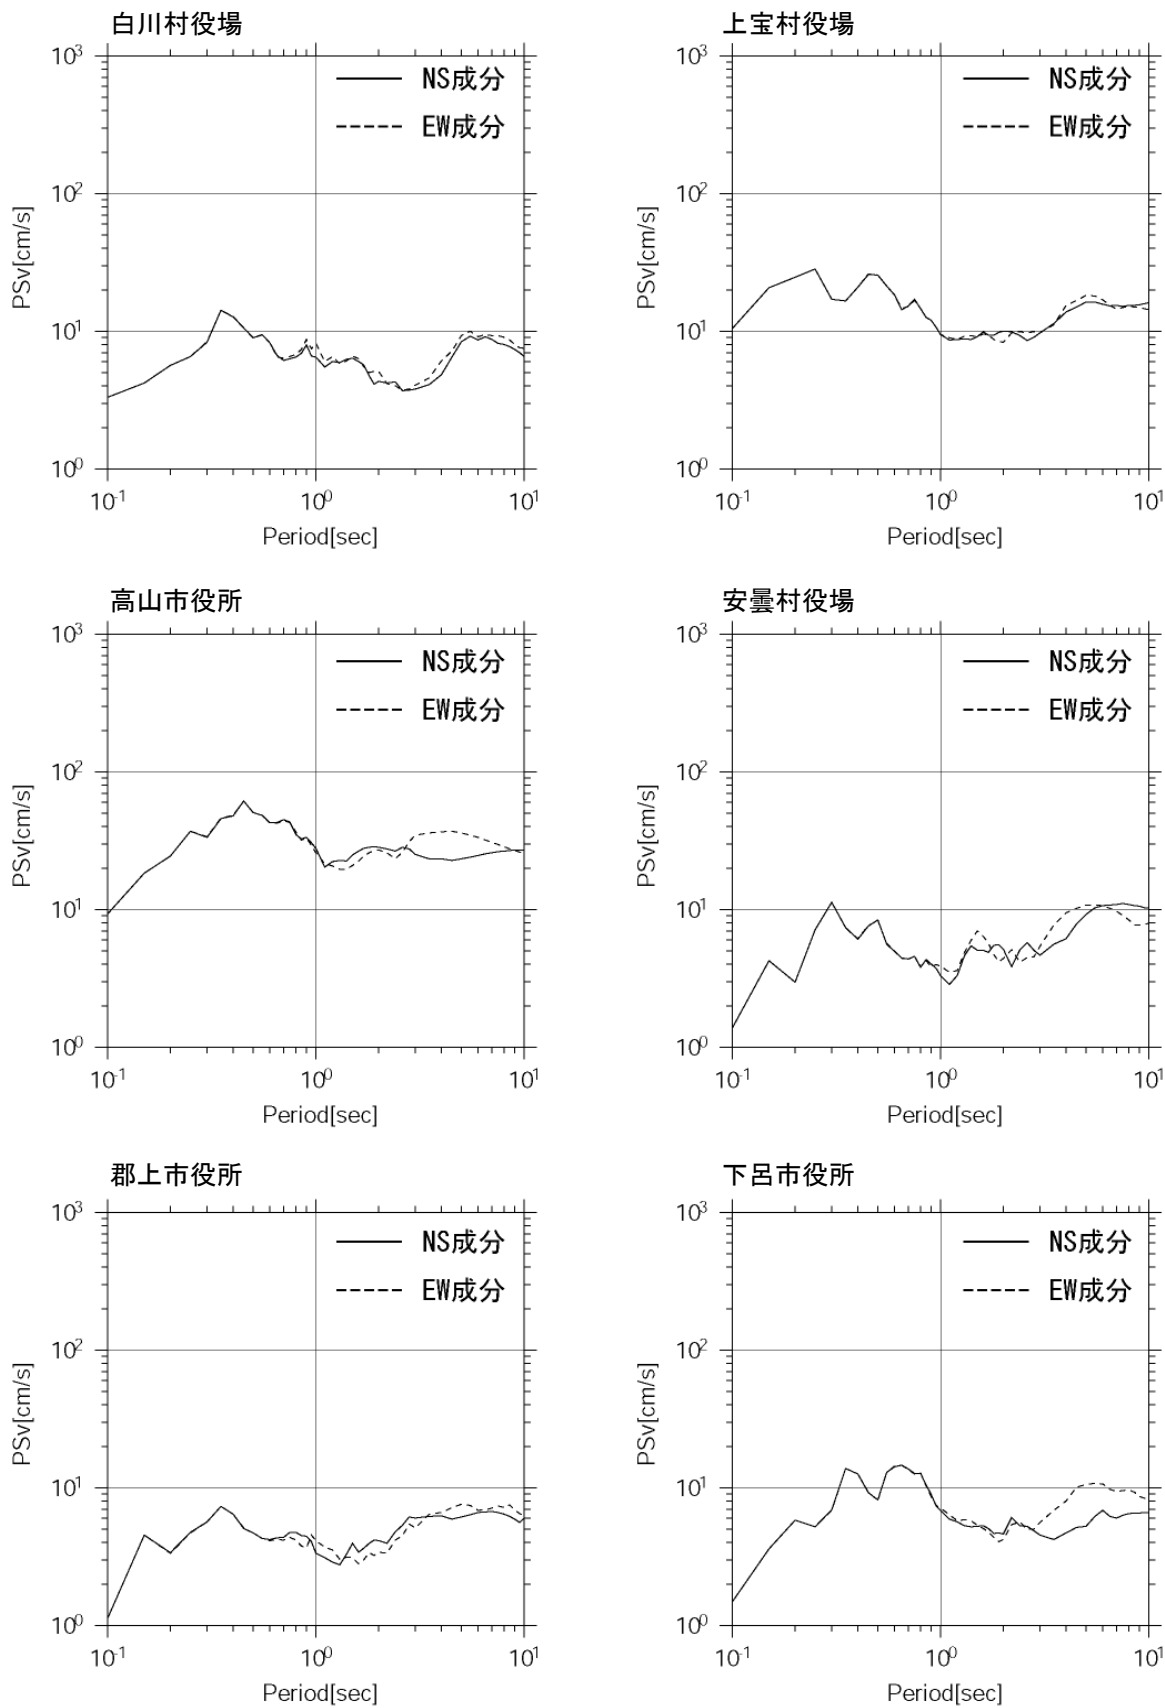 白川村役場
10³
NS成分
EW成分
10²
PSv[cm/s]
10¹
10⁰
10⁻¹
10⁰
10¹
Period[sec]
上宝村役場
10³
NS成分
EW成分
10²
PSv[cm/s]
10¹
10⁰
10⁻¹
10⁰
10¹
Period[sec]
高山市役所
10³
NS成分
EW成分
10²
PSv[cm/s]
10¹
10⁰
10⁻¹
10⁰
10¹
Period[sec]
安曇村役場
10³
NS成分
EW成分
10²
PSv[cm/s]
10¹
10⁰
10⁻¹
10⁰
10¹
Period[sec]
郡上市役所
10³
NS成分
EW成分
10²
PSv[cm/s]
10¹
10⁰
10⁻¹
10⁰
10¹
Period[sec]
下呂市役所
10³
NS成分
EW成分
10²
PSv[cm/s]
10¹
10⁰
10⁻¹
10⁰
10¹
Period[sec]